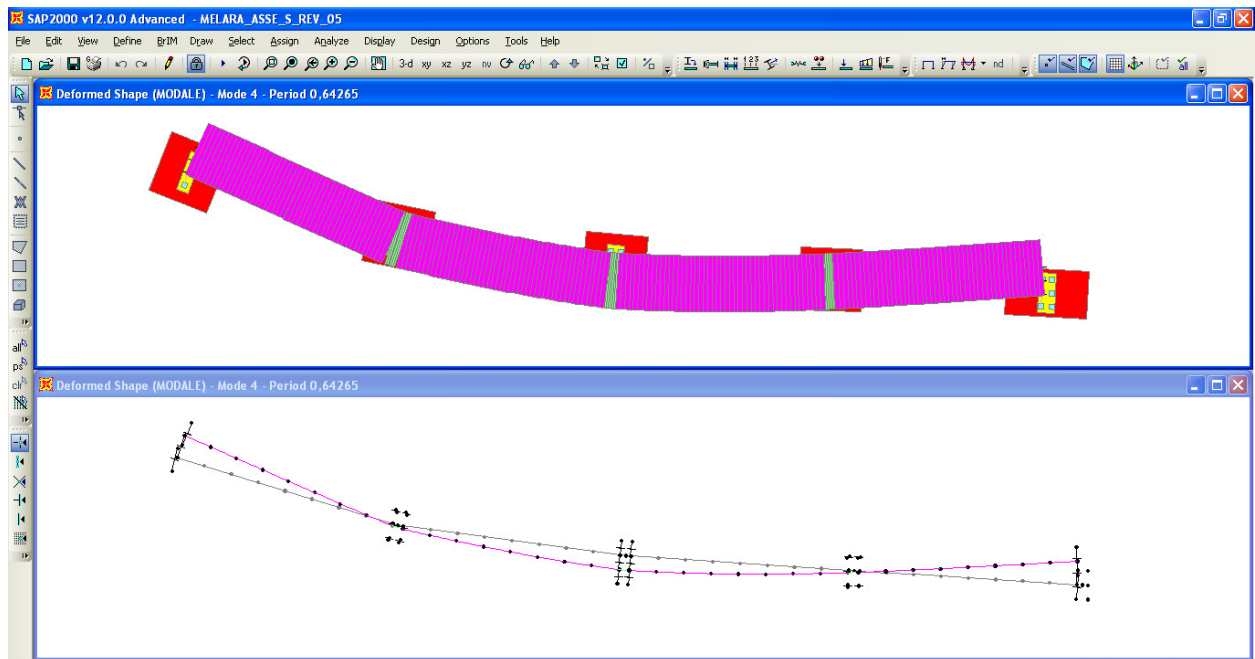 SAP2000 v12.0.0 Advanced - MELARA_ASSE_S_REV_05
File Edit View Define BrIM Draw Select Assign Analyze Display Design Options Tools Help
3-d xy xz yz nv nd
Deformed Shape (MODALE) - Mode 4 - Period 0,64265
all
ps
clr
Deformed Shape (MODALE) - Mode 4 - Period 0,64265